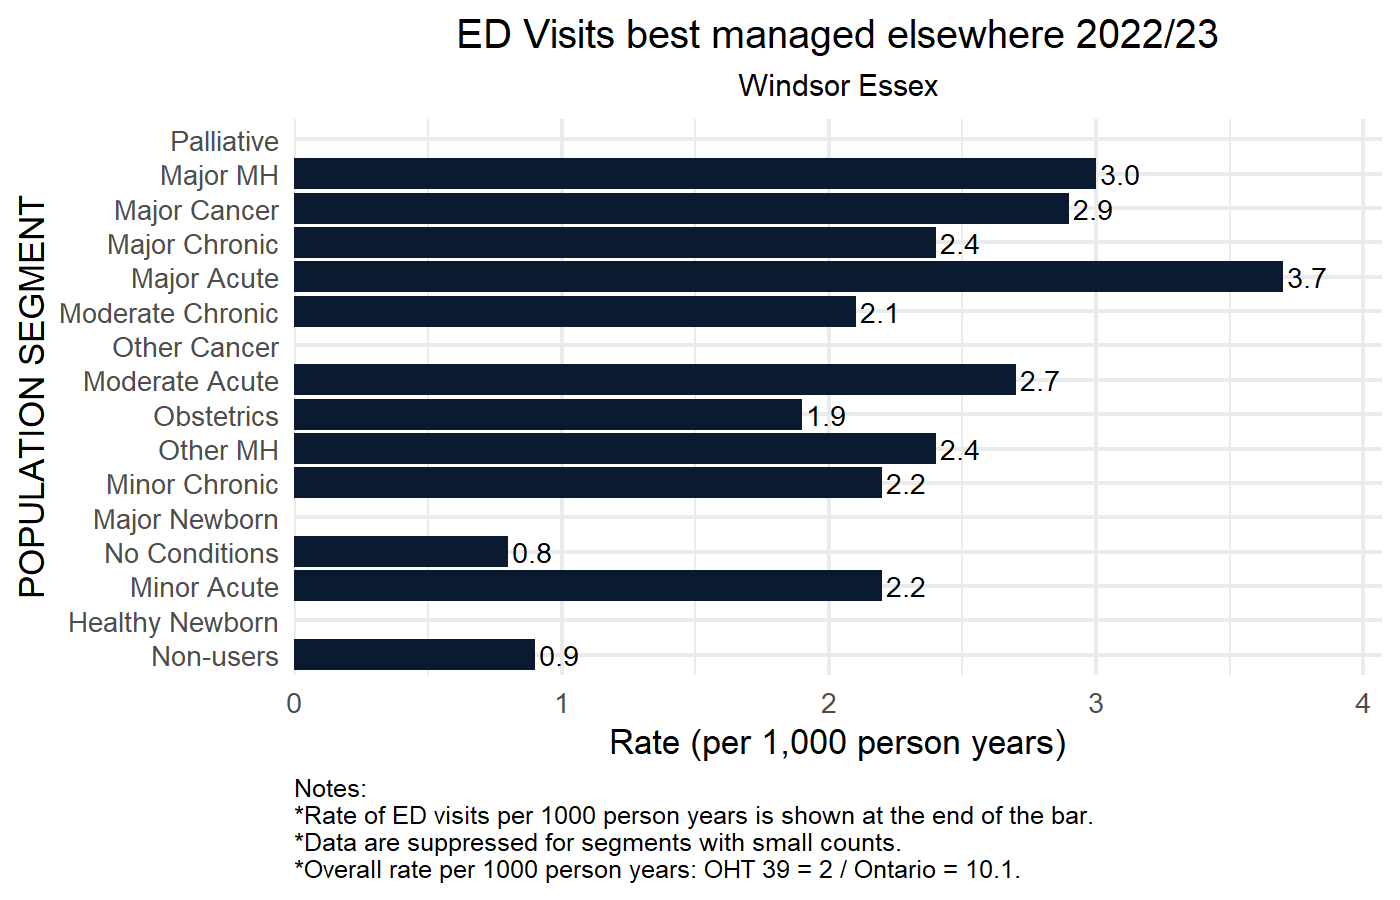 ED Visits best managed elsewhere 2022/23
Windsor Essex
POPULATION SEGMENT
Palliative
Major MH 3.0
Major Cancer 2.9
Major Chronic 2.4
Major Acute 3.7
Moderate Chronic 2.1
Other Cancer
Moderate Acute 2.7
Obstetrics 1.9
Other MH 2.4
Minor Chronic 2.2
Major Newborn
No Conditions 0.8
Minor Acute 2.2
Healthy Newborn
Non-users 0.9
0 1 2 3 4
Rate (per 1,000 person years)
Notes:
*Rate of ED visits per 1000 person years is shown at the end of the bar.
*Data are suppressed for segments with small counts.
*Overall rate per 1000 person years: OHT 39 = 2 / Ontario = 10.1.